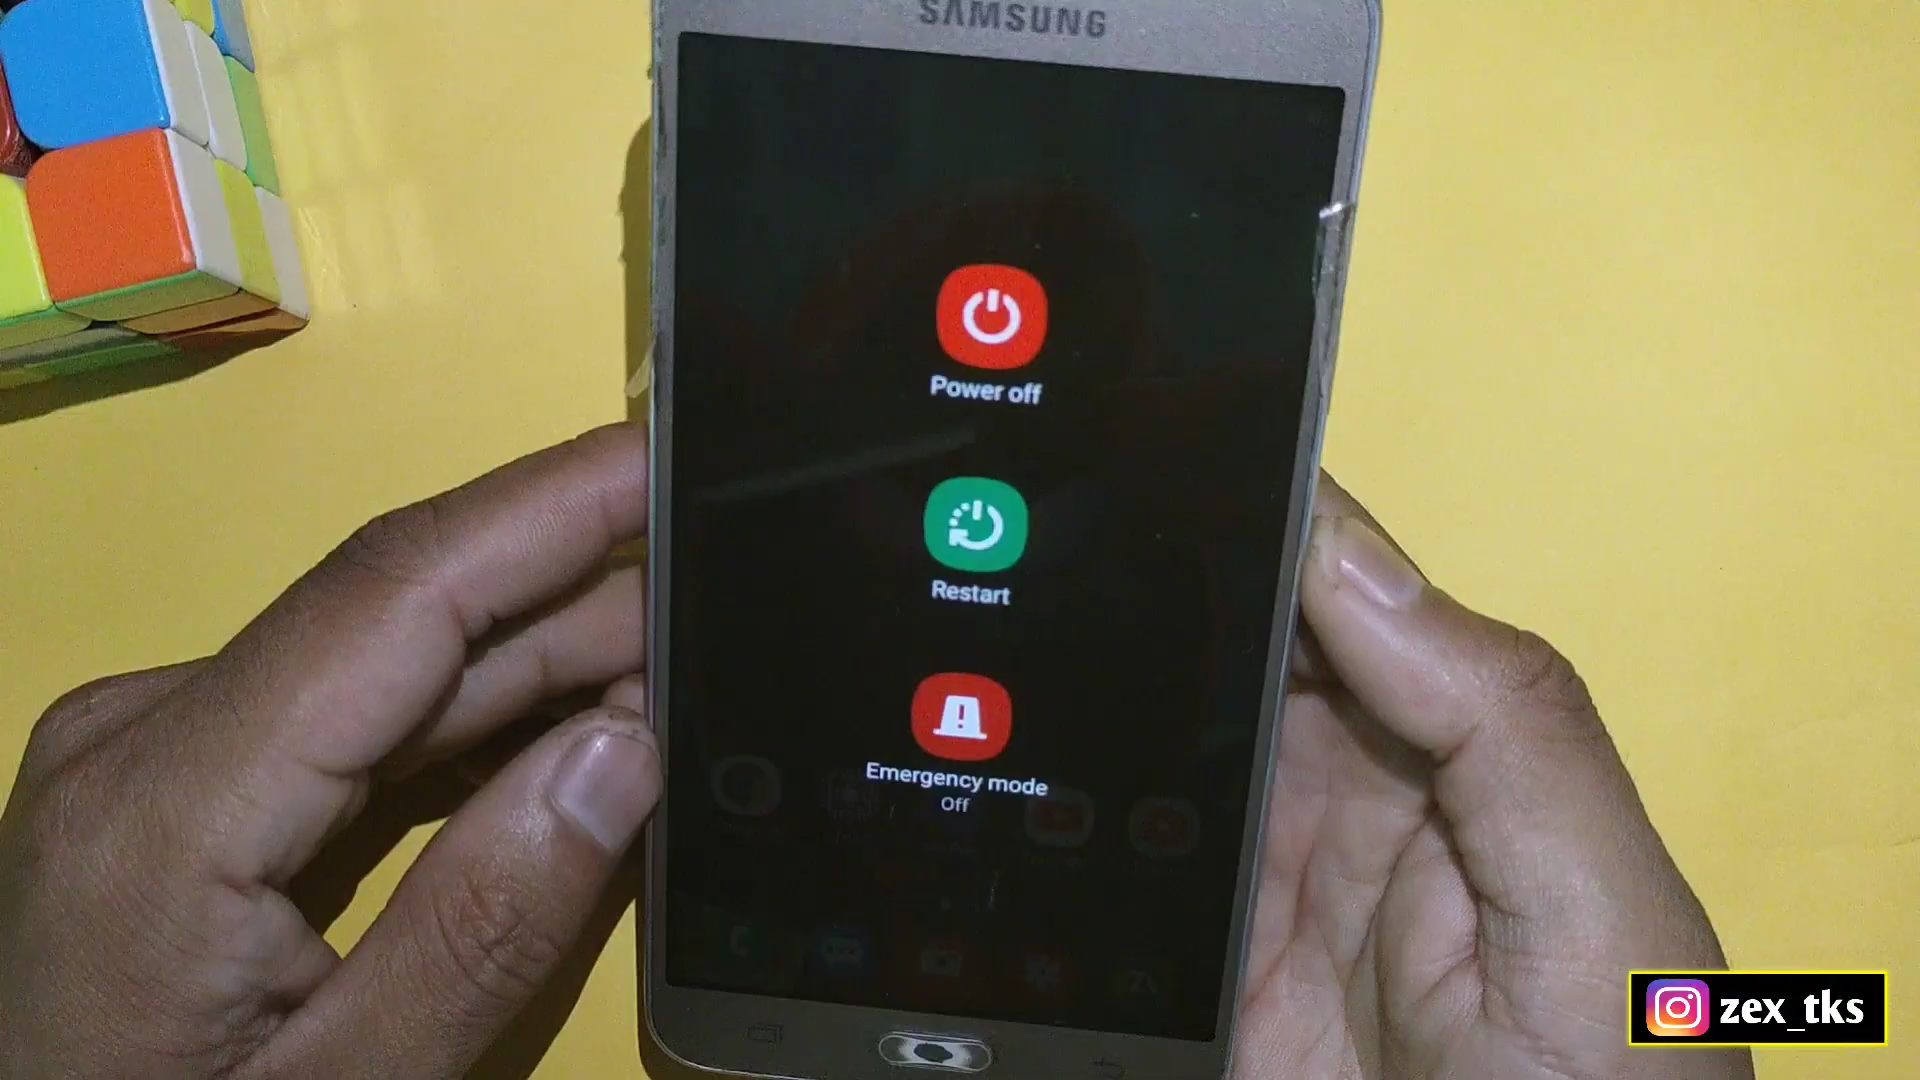 SAMSUNG
Power off
Restart
Emergency mode
Off
zex_tks